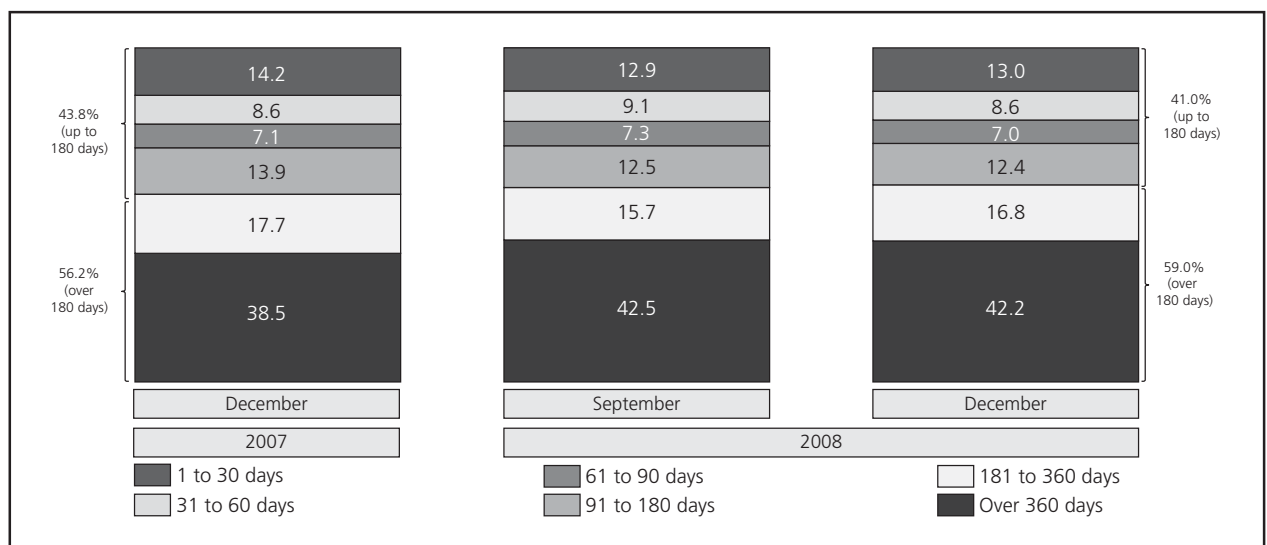 14.2
8.6
7.1
13.9
17.7
38.5
12.9
9.1
7.3
12.5
15.7
42.5
13.0
8.6
7.0
12.4
16.8
42.2
43.8%
(up to
180 days)
56.2%
(over
180 days)
41.0%
(up to
180 days)
59.0%
(over
180 days)
December
September
December
2007
2008
1 to 30 days
31 to 60 days
61 to 90 days
91 to 180 days
181 to 360 days
Over 360 days